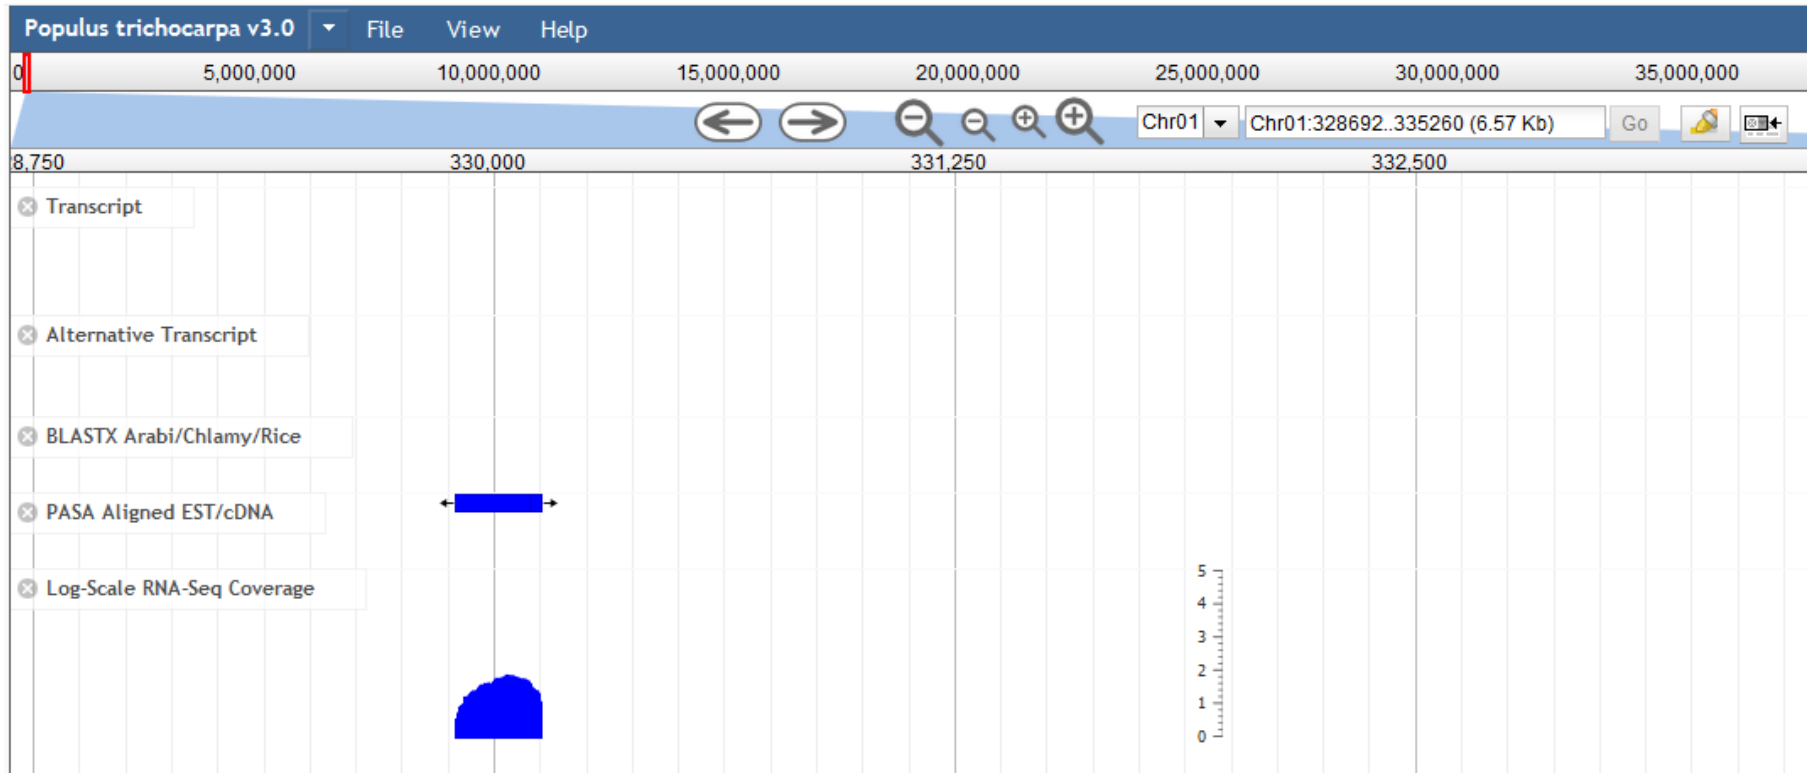 Populus trichocarpa v3.0 File View Help
0 5,000,000 10,000,000 15,000,000 20,000,000 25,000,000 30,000,000 35,000,000
Chr01 Chr01:328692..335260 (6.57 Kb) Go
8,750 330,000 331,250 332,500
Transcript
Alternative Transcript
BLASTX Arabi/Chlamy/Rice
PASA Aligned EST/cDNA
Log-Scale RNA-Seq Coverage
5
4
3
2
1
0